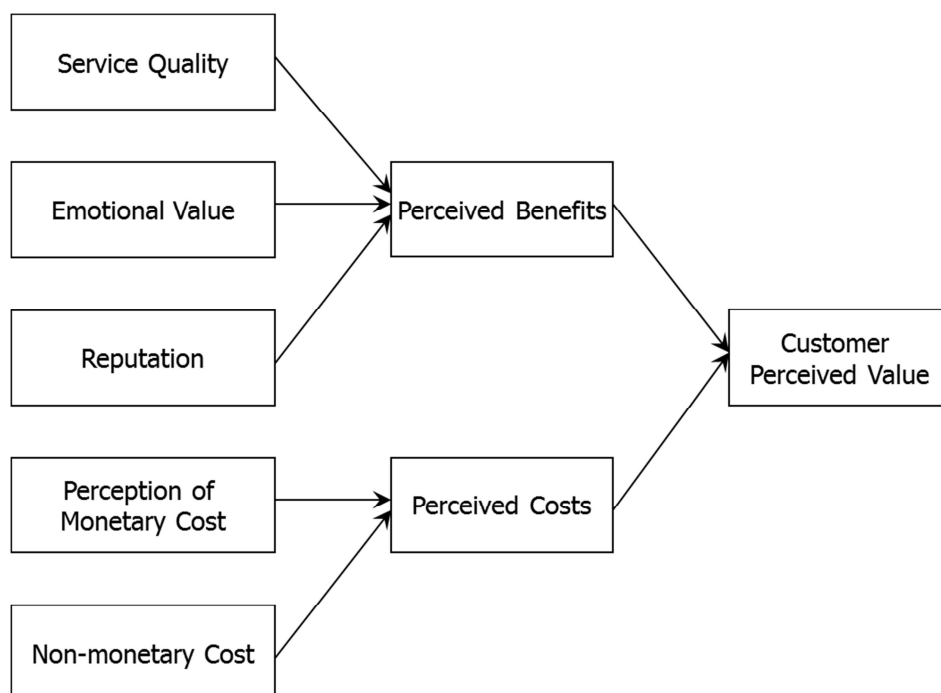 Service Quality
Emotional Value
Perceived Benefits
Reputation
Customer
Perceived Value
Perception of
Monetary Cost
Perceived Costs
Non-monetary Cost